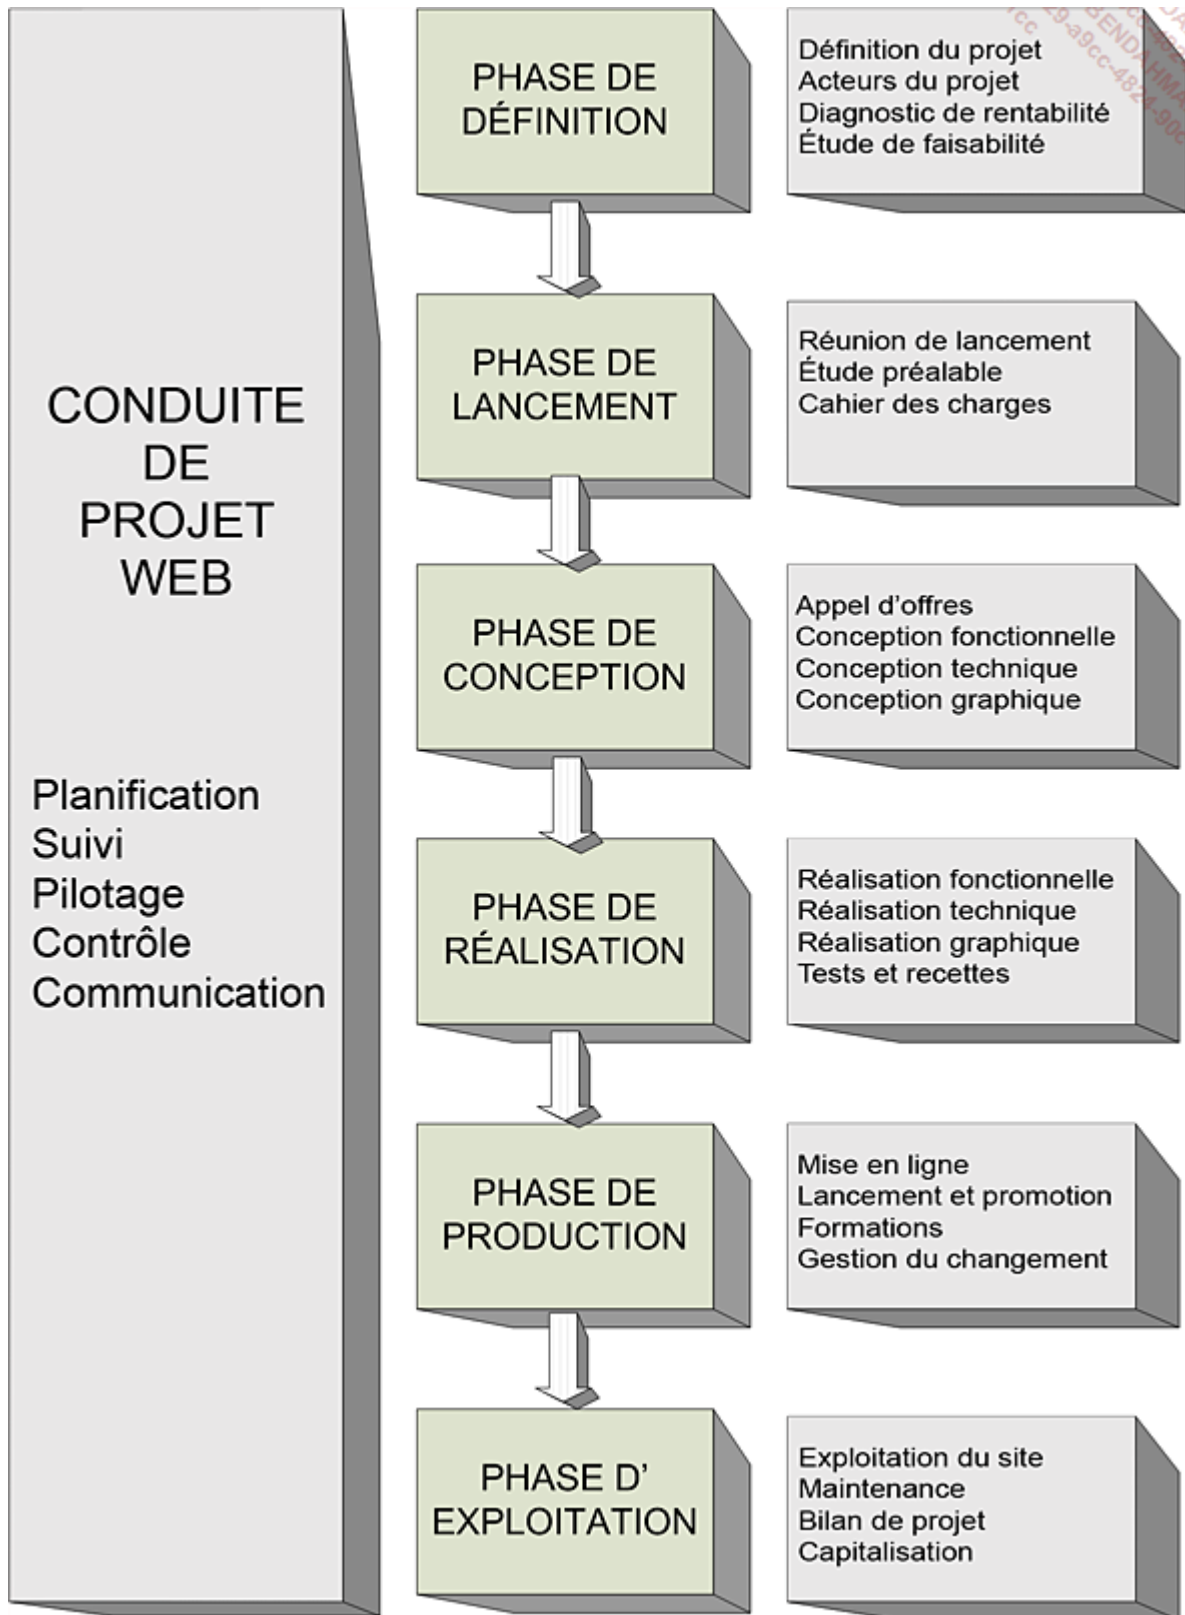 CONDUITE
DE
PROJET
WEB
Planification
Suivi
Pilotage
Contrôle
Communication
PHASE DE
DÉFINITION
Définition du projet
Acteurs du projet
Diagnostic de rentabilité
Étude de faisabilité
PHASE DE
LANCEMENT
Réunion de lancement
Étude préalable
Cahier des charges
PHASE DE
CONCEPTION
Appel d’offres
Conception fonctionnelle
Conception technique
Conception graphique
PHASE DE
RÉALISATION
Réalisation fonctionnelle
Réalisation technique
Réalisation graphique
Tests et recettes
PHASE DE
PRODUCTION
Mise en ligne
Lancement et promotion
Formations
Gestion du changement
PHASE D’
EXPLOITATION
Exploitation du site
Maintenance
Bilan de projet
Capitalisation